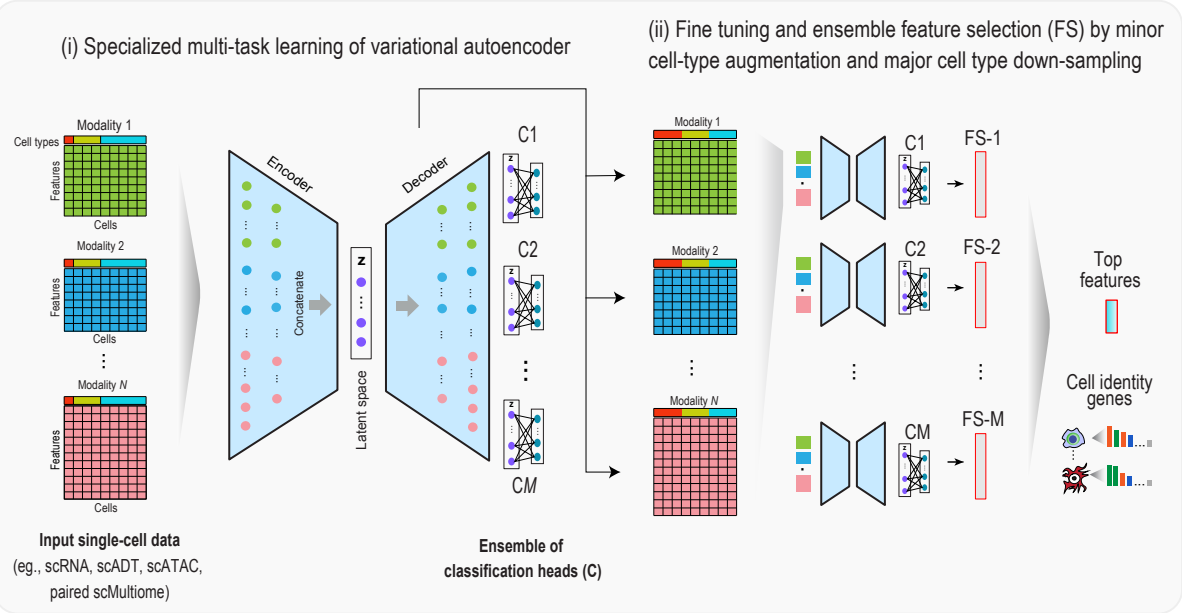 (i) Specialized multi-task learning of variational autoencoder
Modality 1
Cell types
Features
Cells
Modality 2
Features
Cells
Modality N
Features
Cells
Input single-cell data
(eg., scRNA, scADT, scATAC,
paired scMultiome)
Encoder
Concatenate
z
Latent space
Decoder
C1
z
C2
z
z
CM
Ensemble of
classification heads (C)
(ii) Fine tuning and ensemble feature selection (FS) by minor
cell-type augmentation and major cell type down-sampling
Modality 1
Modality 2
Modality N
C1
z
FS-1
C2
z
FS-2
CM
z
FS-M
Top
features
Cell identity
genes